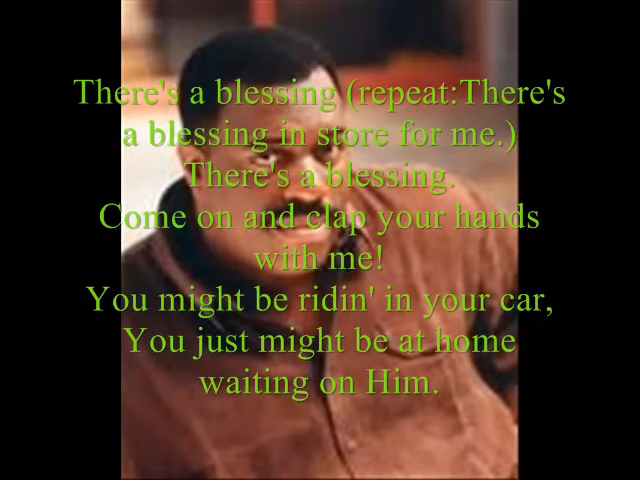 There's a blessing (repeat:There's
a blessing in store for me.)
There's a blessing.
Come on and clap your hands
with me!
You might be ridin' in your car,
You just might be at home
waiting on Him.